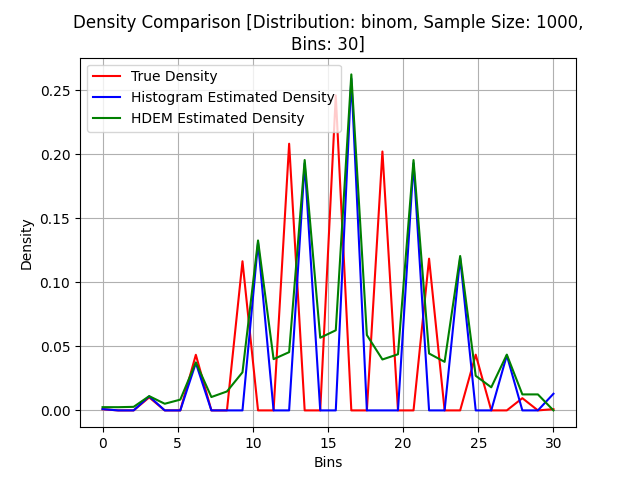 Density Comparison [Distribution: binom, Sample Size: 1000,
Bins: 30]
True Density
Histogram Estimated Density
HDEM Estimated Density
Density
0.25
0.20
0.15
0.10
0.05
0.00
0 5 10 15 20 25 30
Bins